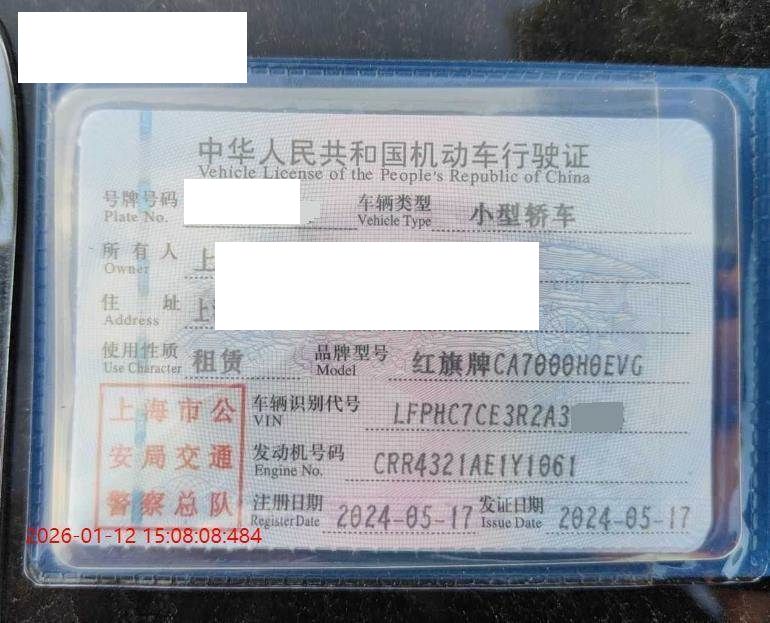 中华人民共和国机动车行驶证
Vehicle License of the People's Republic of China
号牌号码 车辆类型 小型轿车
Plate No. Vehicle Type
所有人 上
Owner
住址 上
Address
使用性质 租赁 品牌型号 红旗牌CA7000H0EVG
Use Character Model
上海市公
安局交通
警察总队
车辆识别代号 LFPHC7CE3R2A3
VIN
发动机号码 CRR4321AE1Y1061
Engine No.
注册日期 2024-05-17 发证日期 2024-05-17
Register Date Issue Date
2026-01-12 15:08:08:484